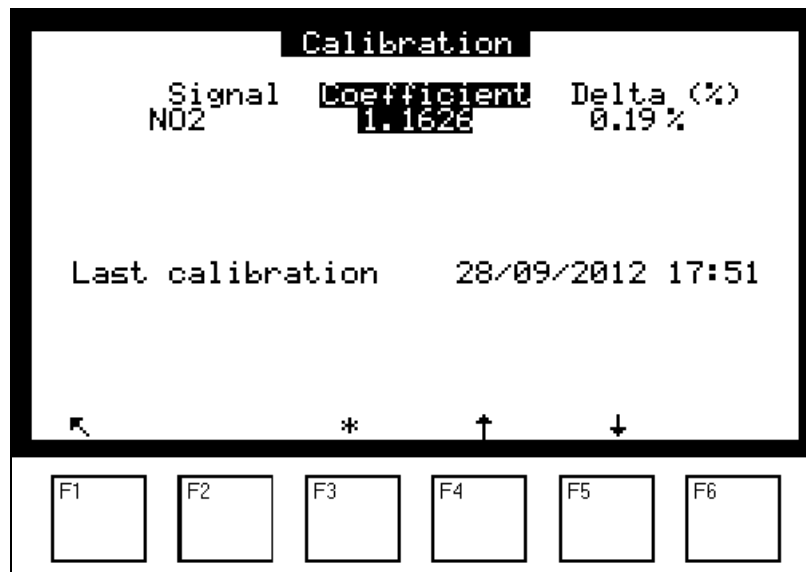 Calibration
Signal Coefficient Delta (%)
NO2 1.1626 0.19 %
Last calibration 28/09/2012 17:51
*
F1 F2 F3 F4 F5 F6